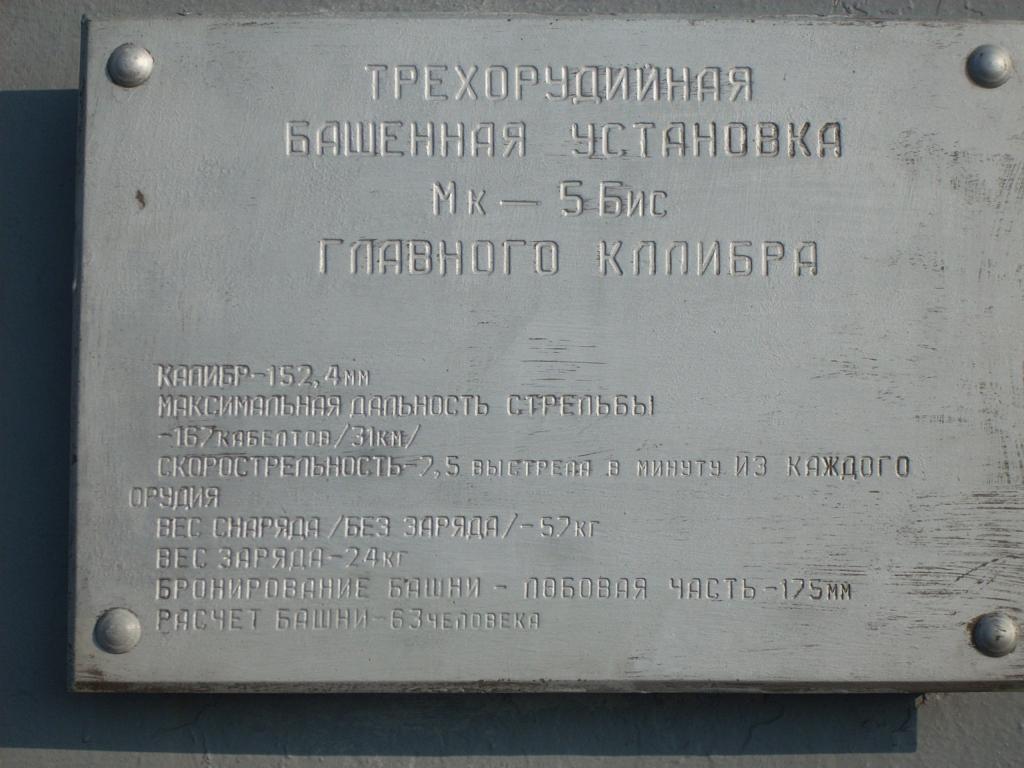 ТРЕХОРУДИЙНАЯ
БАШЕННАЯ УСТАНОВКА
Мк — 5 Бис
ГЛАВНОГО КАЛИБРА
КАЛИБР-152,4мм
МАКСИМАЛЬНАЯ ДАЛЬНОСТЬ СТРЕЛЬБЫ
-167КАБЕЛТОВ/31КМ/
СКОРОСТРЕЛЬНОСТЬ-7,5 ВЫСТРЕЛА В МИНУТУ ИЗ КАЖДОГО
ОРУДИЯ
ВЕС СНАРЯДА /БЕЗ ЗАРЯДА/-57кг
ВЕС ЗАРЯДА-24кг
БРОНИРОВАНИЕ БАШНИ - ЛОБОВАЯ ЧАСТЬ-175мм
РАСЧЕТ БАШНИ-63ЧЕЛОВЕКА